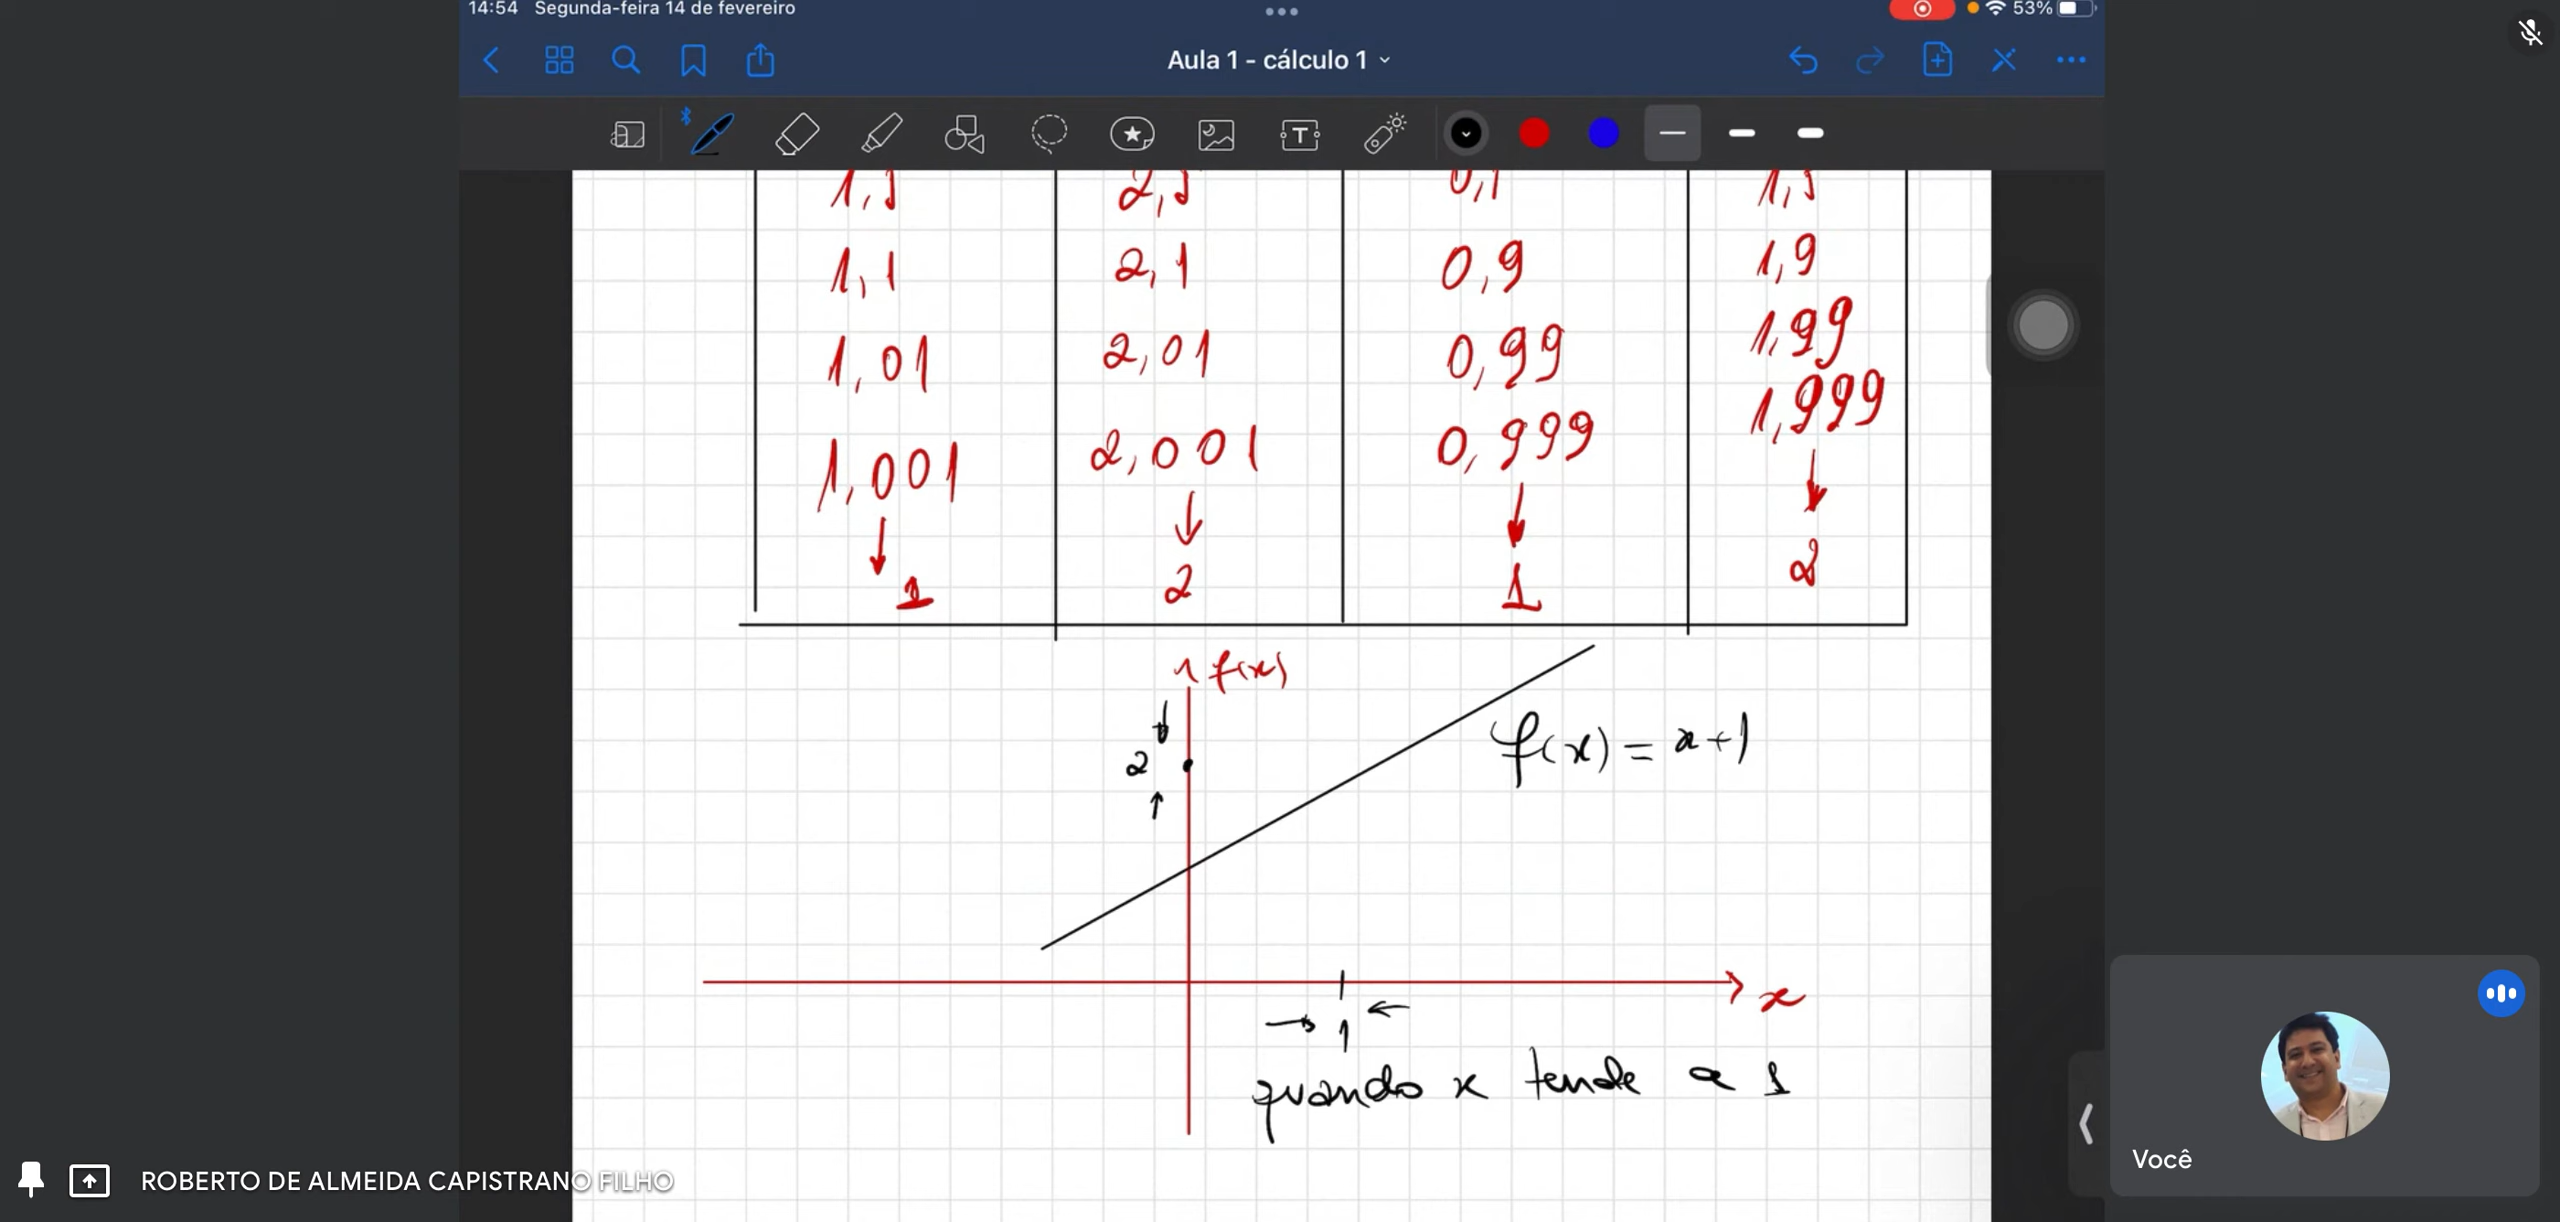 14:54 Segunda-feira 14 de fevereiro
53%
Aula 1 - cálculo 1
1,1 2,1 0,9 1,9
1,01 2,01 0,99 1,99
1,001 2,001 0,999 1,999
1 2 1 2
f(x)
f(x) = x+1
2
x
1
quando x tende a 1
Você
ROBERTO DE ALMEIDA CAPISTRANO FILHO